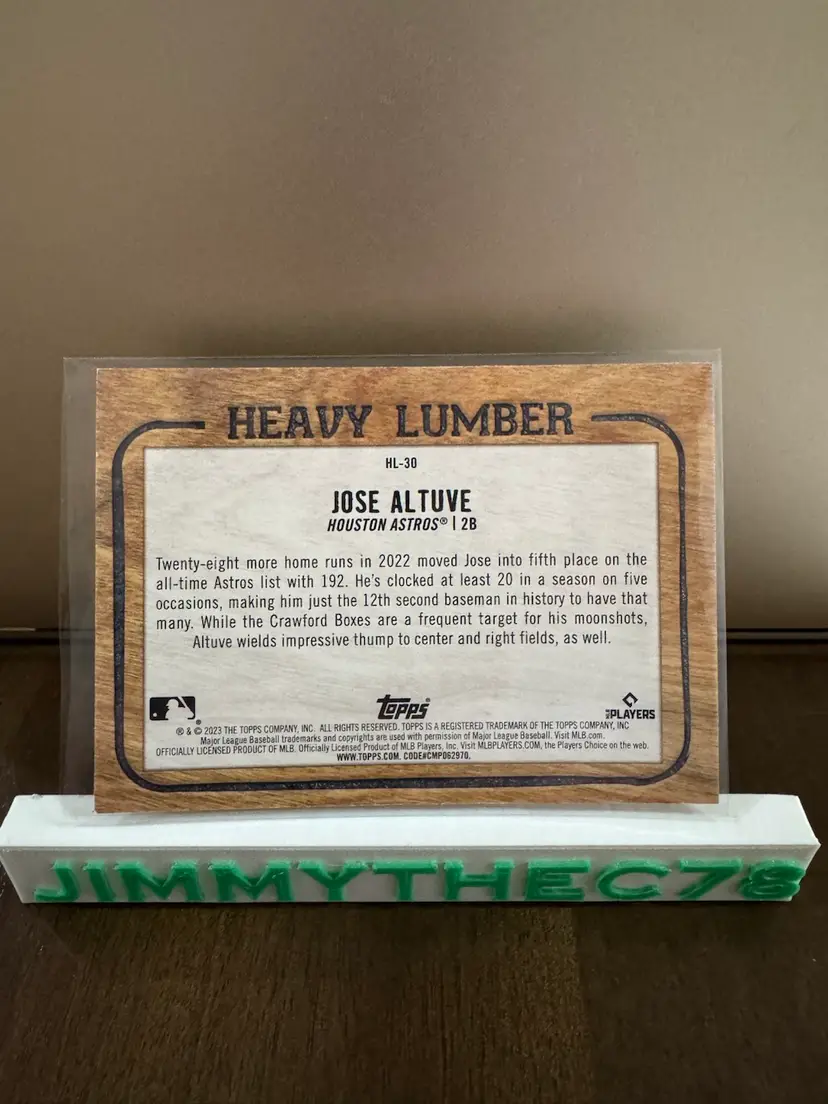 HEAVY LUMBER
HL-30
JOSE ALTUVE
HOUSTON ASTROS® | 2B
Twenty-eight more home runs in 2022 moved Jose into fifth place on the
all-time Astros list with 192. He's clocked at least 20 in a season on five
occasions, making him just the 12th second baseman in history to have that
many. While the Crawford Boxes are a frequent target for his moonshots,
Altuve wields impressive thump to center and right fields, as well.
Topps®
PLAYERS
® & © 2023 THE TOPPS COMPANY, INC. ALL RIGHTS RESERVED. TOPPS IS A REGISTERED TRADEMARK OF THE TOPPS COMPANY, INC
Major League Baseball trademarks and copyrights are used with permission of Major League Baseball. Visit MLB.com.
OFFICIALLY LICENSED PRODUCT OF MLB. Officially Licensed Product of MLB Players, Inc. Visit MLBPLAYERS.COM, the Players Choice on the web.
WWW.TOPPS.COM. CODE#CMP062970.
JIMMYTHEC78